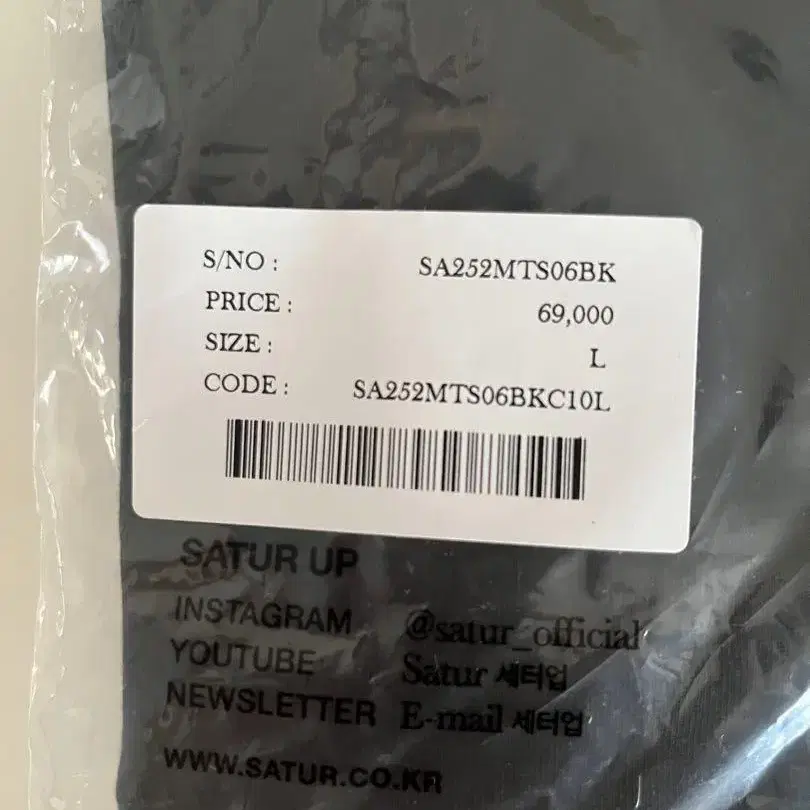 S/NO : SA252MTS06BK
PRICE : 69,000
SIZE : L
CODE : SA252MTS06BKC10L
SATUR UP
INSTAGRAM @satur_official
YOUTUBE Satur 세터업
NEWSLETTER E-mail 세터업
WWW.SATUR.CO.KR